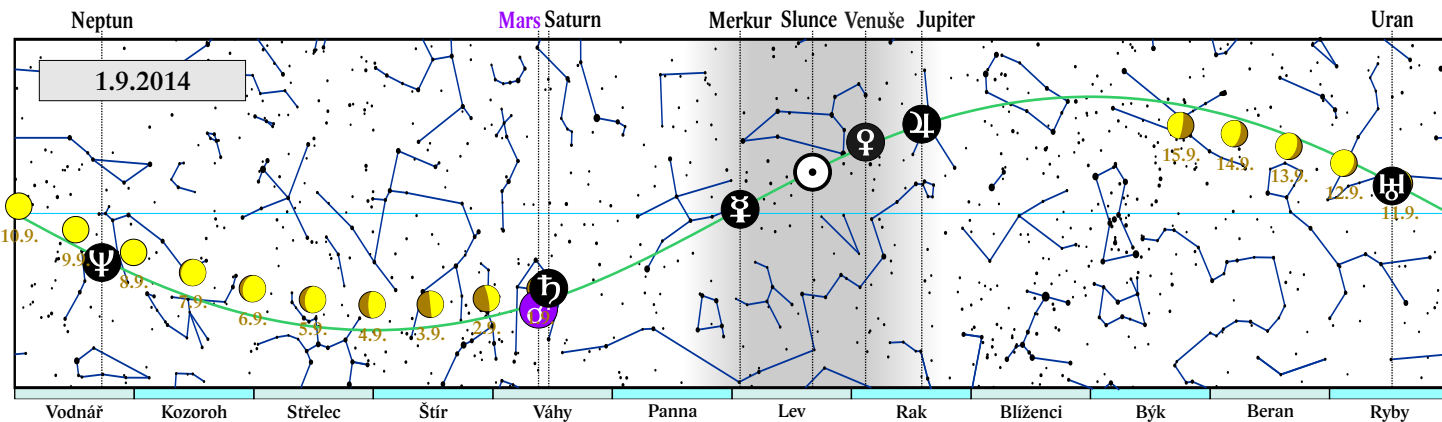 Neptun Mars Saturn Merkur Slunce Venuše Jupiter Uran
1.9.2014
10.9. 9.9. 8.9. 7.9. 6.9. 5.9. 4.9. 3.9. 2.9. 15.9. 14.9. 13.9. 12.9. 11.9.
Vodnář Kozoroh Střelec Štír Váhy Panna Lev Rak Blíženci Býk Beran Ryby